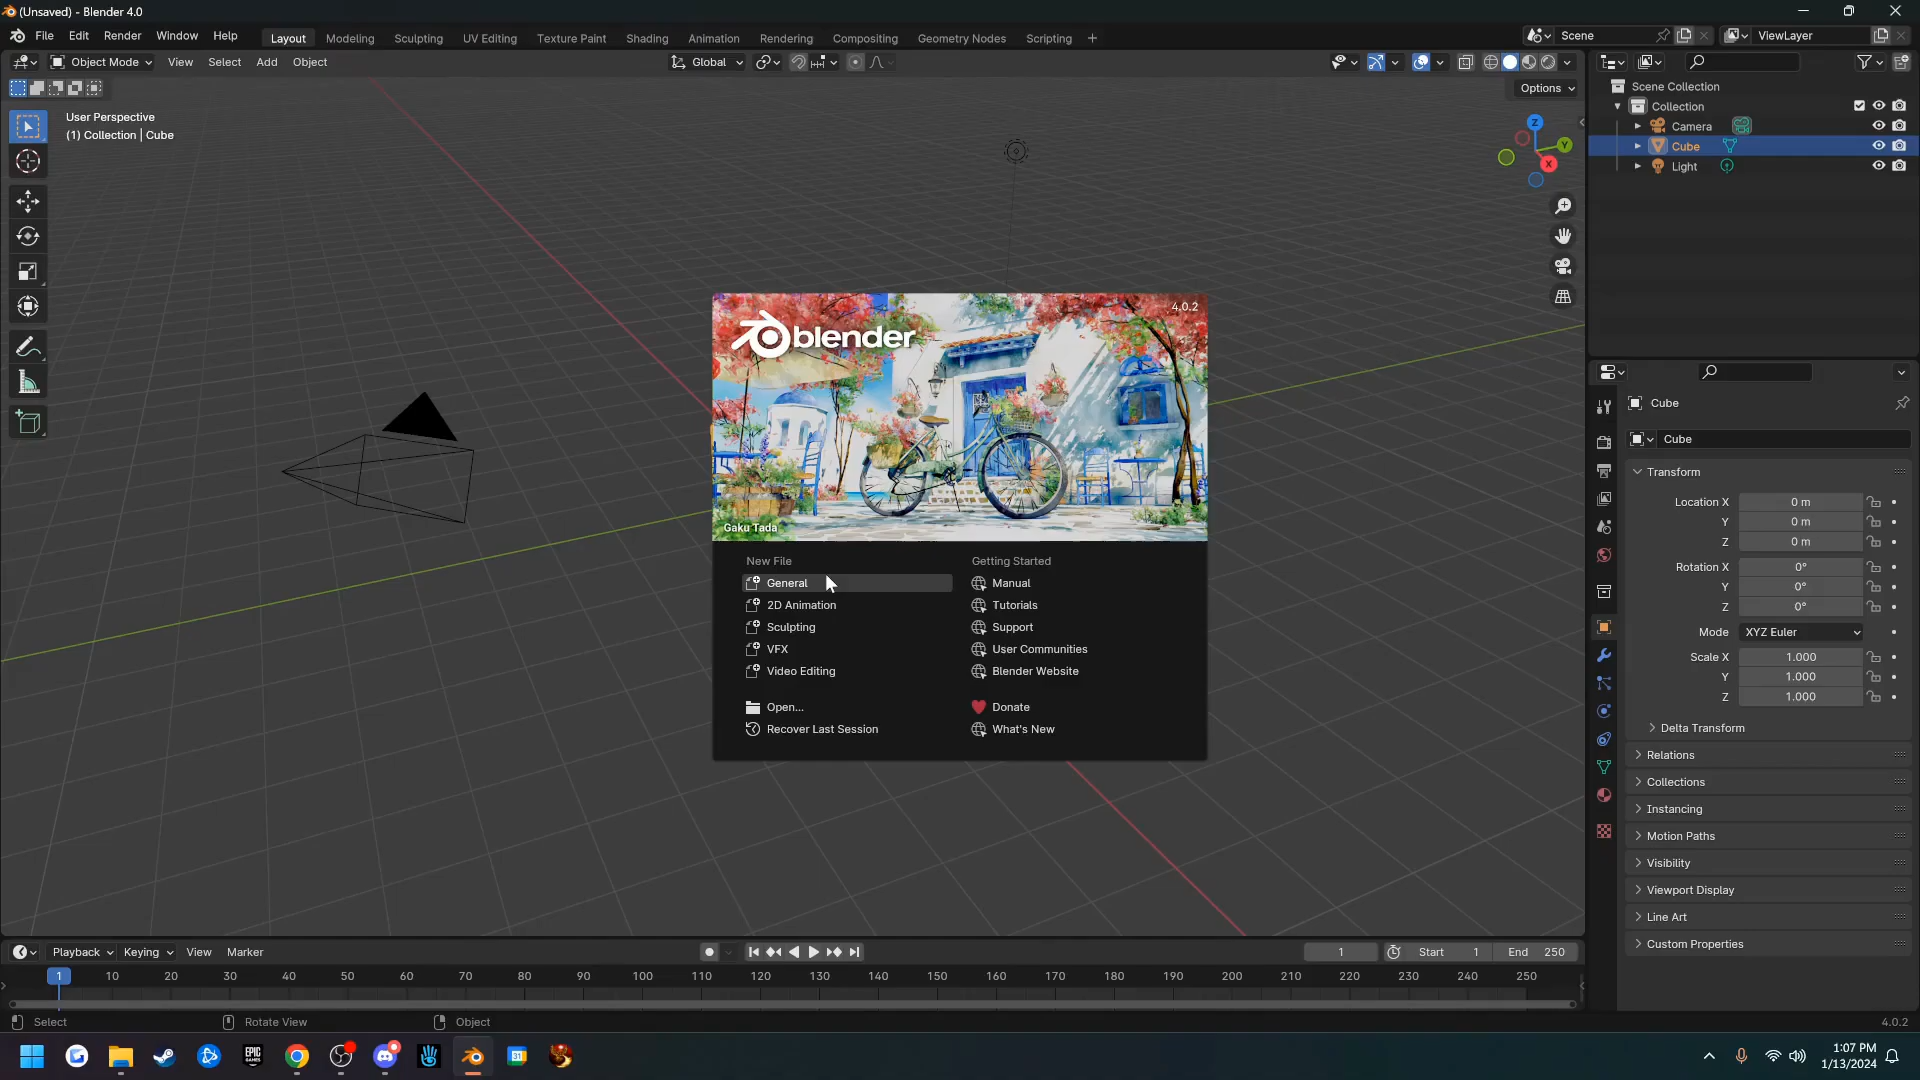 (Unsaved) - Blender 4.0
File Edit Render Window Help Layout Modeling Sculpting UV Editing Texture Paint Shading Animation Rendering Compositing Geometry Nodes Scripting + Scene ViewLayer
Object Mode View Select Add Object Global
Options
User Perspective
(1) Collection | Cube
Z
Y
X
Scene Collection
Collection
Camera
Cube
Light
4.0.2
blender
Gaku Tada
New File
General
2D Animation
Sculpting
VFX
Video Editing
Open...
Recover Last Session
Getting Started
Manual
Tutorials
Support
User Communities
Blender Website
Donate
What's New
Cube
Cube
Transform
Location X 0 m
Y 0 m
Z 0 m
Rotation X 0°
Y 0°
Z 0°
Mode XYZ Euler
Scale X 1.000
Y 1.000
Z 1.000
Delta Transform
Relations
Collections
Instancing
Motion Paths
Visibility
Viewport Display
Line Art
Custom Properties
Playback Keying View Marker 1 Start 1 End 250
1 10 20 30 40 50 60 70 80 90 100 110 120 130 140 150 160 170 180 190 200 210 220 230 240 250
Select Rotate View Object 4.0.2
EPIC GAMES
31
1:07 PM
1/13/2024